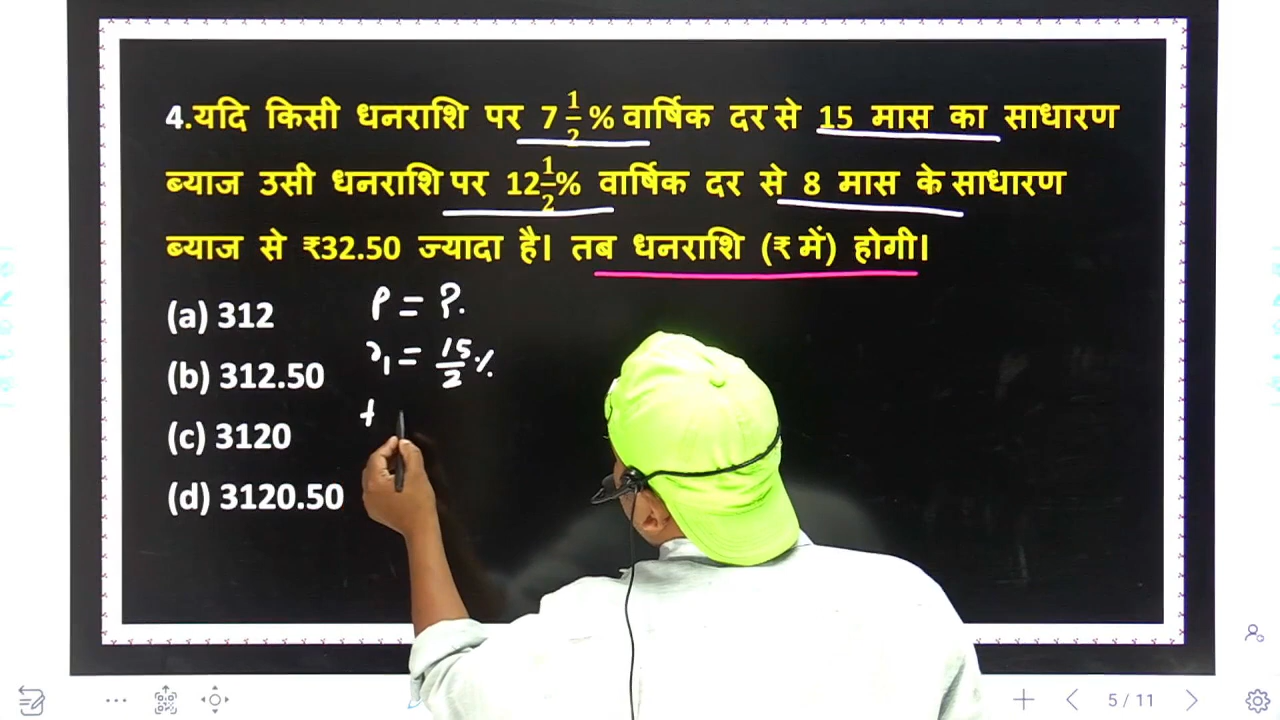 4.यदि किसी धनराशि पर 7 1/2 % वार्षिक दर से 15 मास का साधारण
ब्याज उसी धनराशि पर 12 1/2 % वार्षिक दर से 8 मास के साधारण
ब्याज से ₹32.50 ज्यादा है। तब धनराशि (₹ में) होगी।
(a) 312
(b) 312.50
(c) 3120
(d) 3120.50
P = ?.
r1 = 15/2 %
t
5 / 11